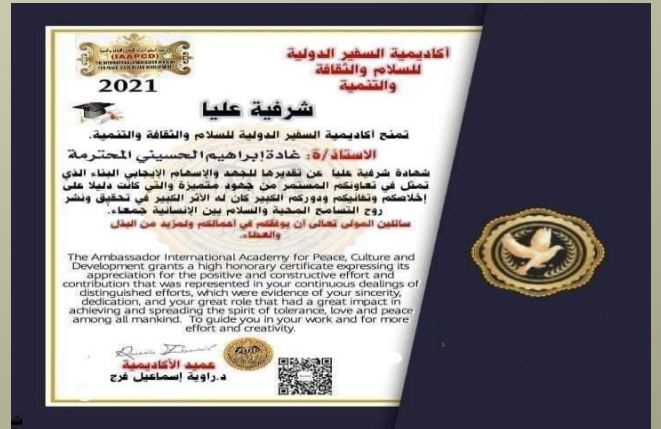 (IAAPCD)
2021
أكاديمية السفير الدولية
للسلام والثقافة
والتنمية
شرفية عليا
تمنح أكاديمية السفير الدولية للسلام والثقافة والتنمية.
الاستاذ/ة: غادة إبراهيم الحسيني المحترمة
شهادة شرفية عليا عن تقديرها للجهد والإسهام الإيجابي البناء الذي
تمثل في تعاونكم المستمر من جهود متميزة والتي كانت دليلا على
إخلاصكم وتفانيكم ودوركم الكبير كان له الأثر الكبير في تحقيق ونشر
روح التسامح المحبة والسلام بين الإنسانية جمعاء.
سائلين المولى تعالى أن يوفقكم في أعمالكم ولمزيد من البذل
والعطاء.
The Ambassador International Academy for Peace, Culture and
Development grants a high honorary certificate expressing its
appreciation for the positive and constructive effort and
contribution that was represented in your continuous dealings of
distinguished efforts, which were evidence of your sincerity,
dedication, and your great role that had a great impact in
achieving and spreading the spirit of tolerance, love and peace
among all mankind. To guide you in your work and for more
effort and creativity.
عميد الأكاديمية
د.راوية إسماعيل فرج